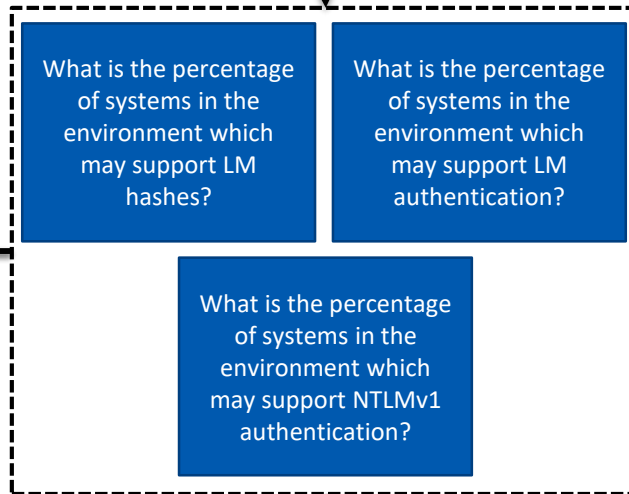 What is the percentage
of systems in the
environment which
may support LM
hashes?
What is the percentage
of systems in the
environment which
may support LM
authentication?
What is the percentage
of systems in the
environment which
may support NTLMv1
authentication?